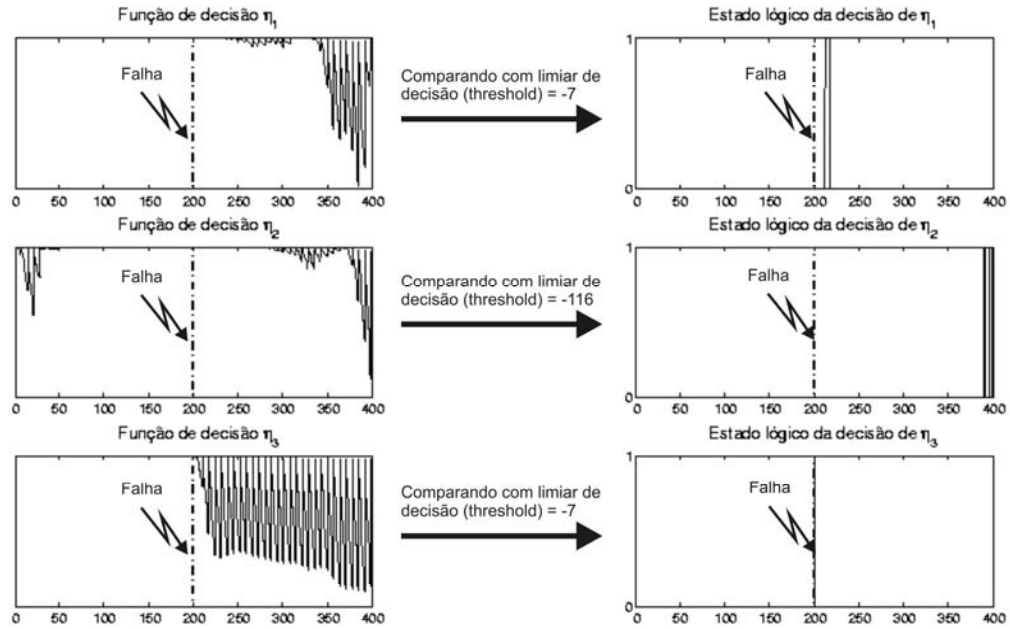 Função de decisão η1
Estado lógico da decisão de η1
1
Falha
Comparando com limiar de
decisão (threshold) = -7
Falha
0
0 50 100 150 200 250 300 350 400
0 50 100 150 200 250 300 350 400
Função de decisão η2
Estado lógico da decisão de η2
1
Falha
Comparando com limiar de
decisão (threshold) = -116
Falha
0
0 50 100 150 200 250 300 350 400
0 50 100 150 200 250 300 350 400
Função de decisão η3
Estado lógico da decisão de η3
1
Falha
Comparando com limiar de
decisão (threshold) = -7
Falha
0
0 50 100 150 200 250 300 350 400
0 50 100 150 200 250 300 350 400